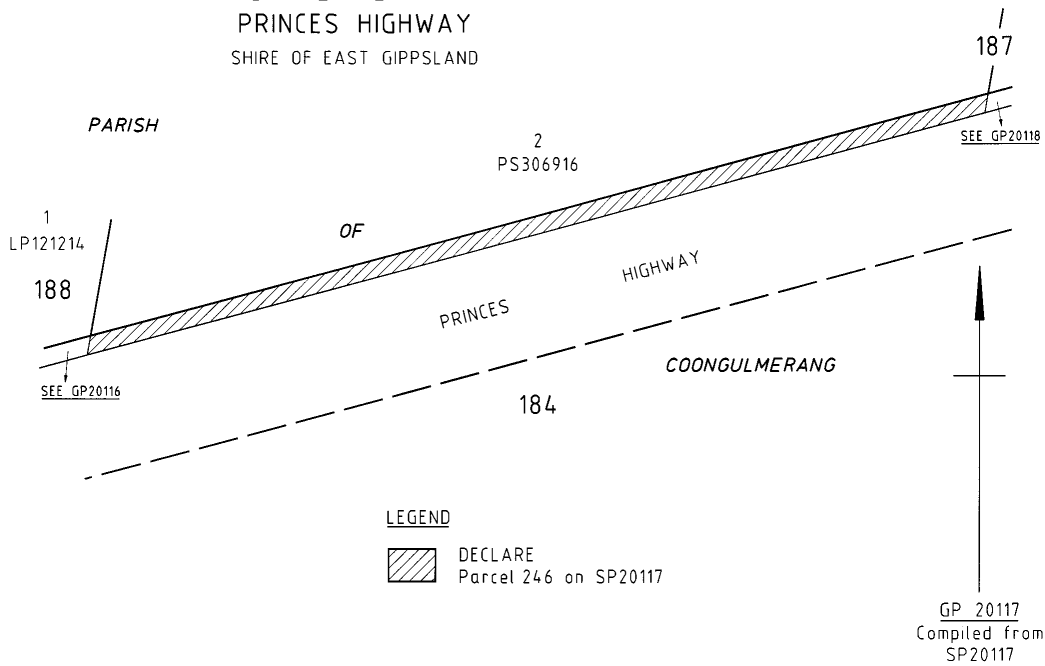 PRINCES HIGHWAY
SHIRE OF EAST GIPPSLAND
187
PARISH
2
PS306916
SEE GP20118
1
LP121214
OF
188
HIGHWAY
PRINCES
SEE GP20116
COONGULMERANG
184
LEGEND
DECLARE
Parcel 246 on SP20117
GP 20117
Compiled from
SP20117